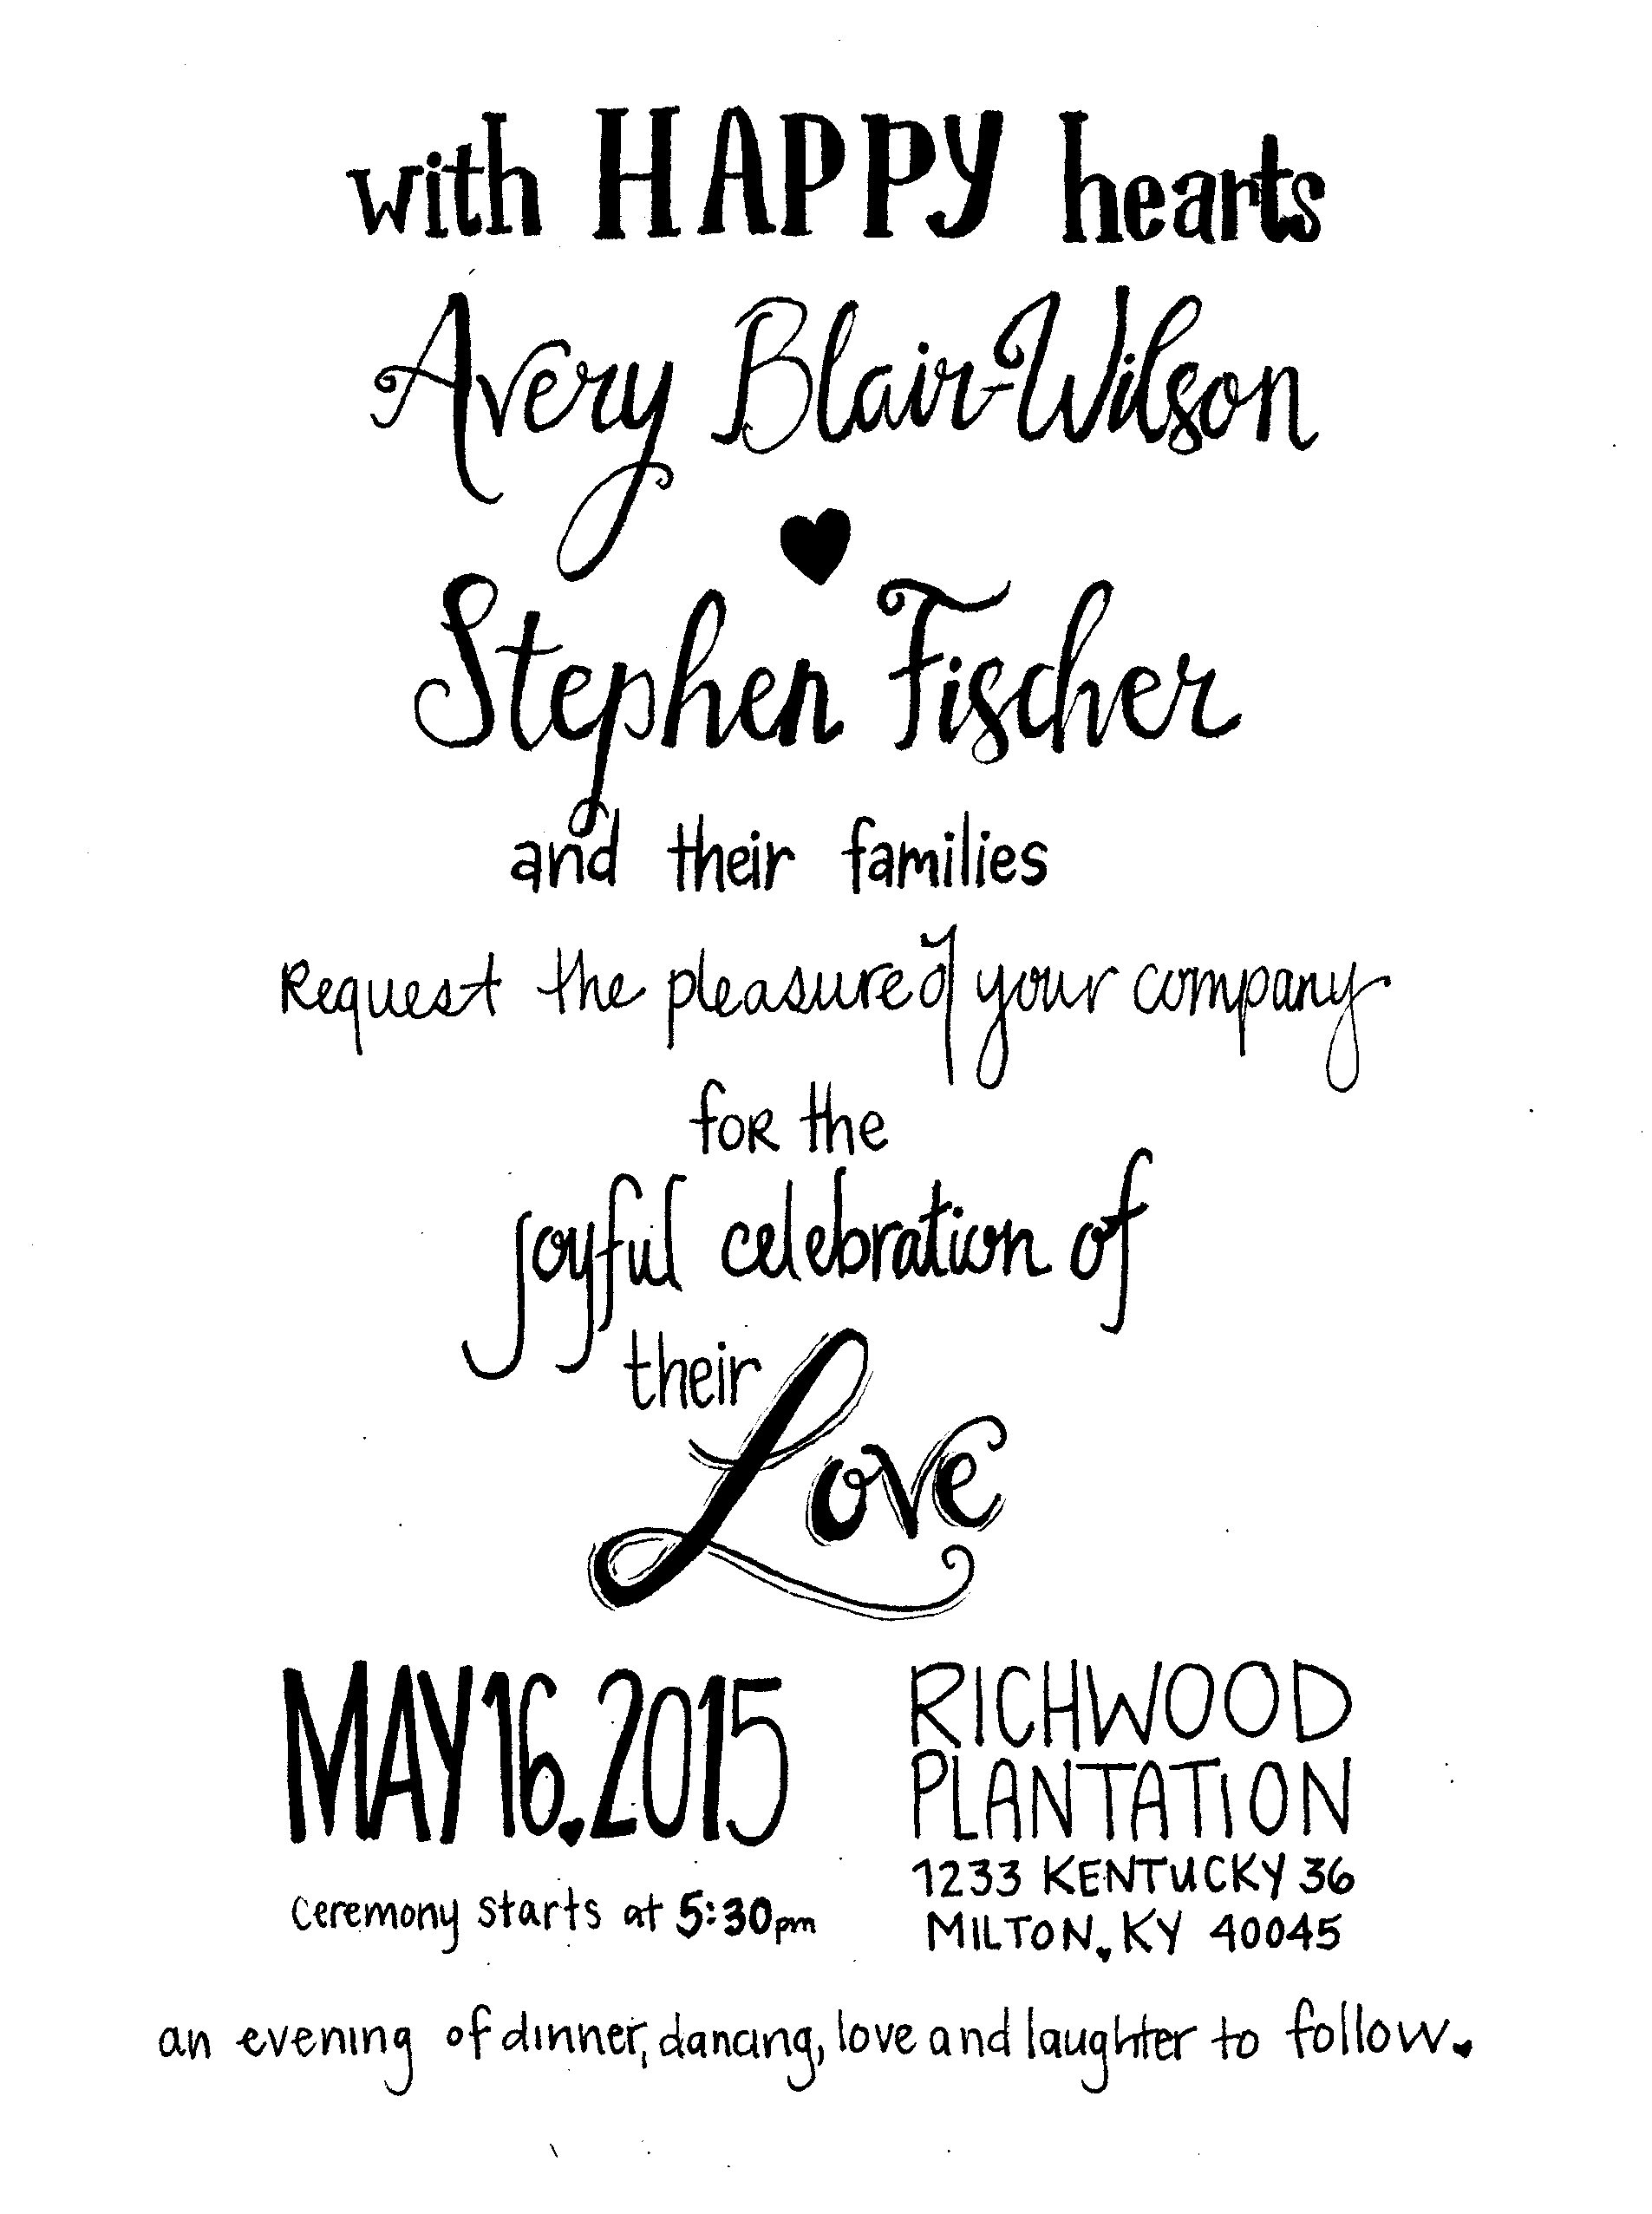 with HAPPY hearts
Avery Blair-Wilson
Stephen Fischer
and their families
Request the pleasure of your company
for the
joyful celebration of
their
Love
MAY 16.2015
ceremony starts at 5:30pm
RICHWOOD
PLANTATION
1233 KENTUCKY 36
MILTON, KY 40045
an evening of dinner, dancing, love and laughter to follow.